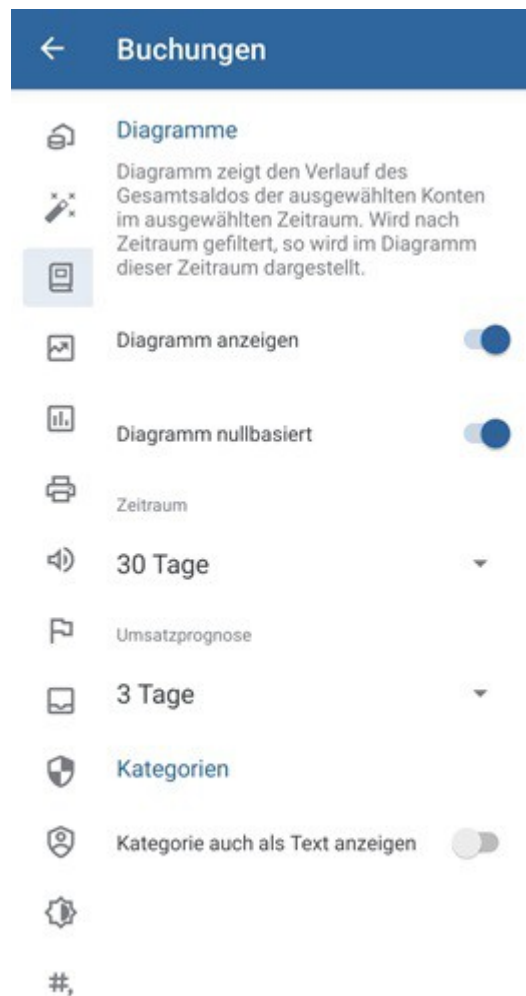 Buchungen
Diagramme
Diagramm zeigt den Verlauf des
Gesamtsaldos der ausgewählten Konten
im ausgewählten Zeitraum. Wird nach
Zeitraum gefiltert, so wird im Diagramm
dieser Zeitraum dargestellt.
Diagramm anzeigen
Diagramm nullbasiert
Zeitraum
30 Tage
Umsatzprognose
3 Tage
Kategorien
Kategorie auch als Text anzeigen
#,